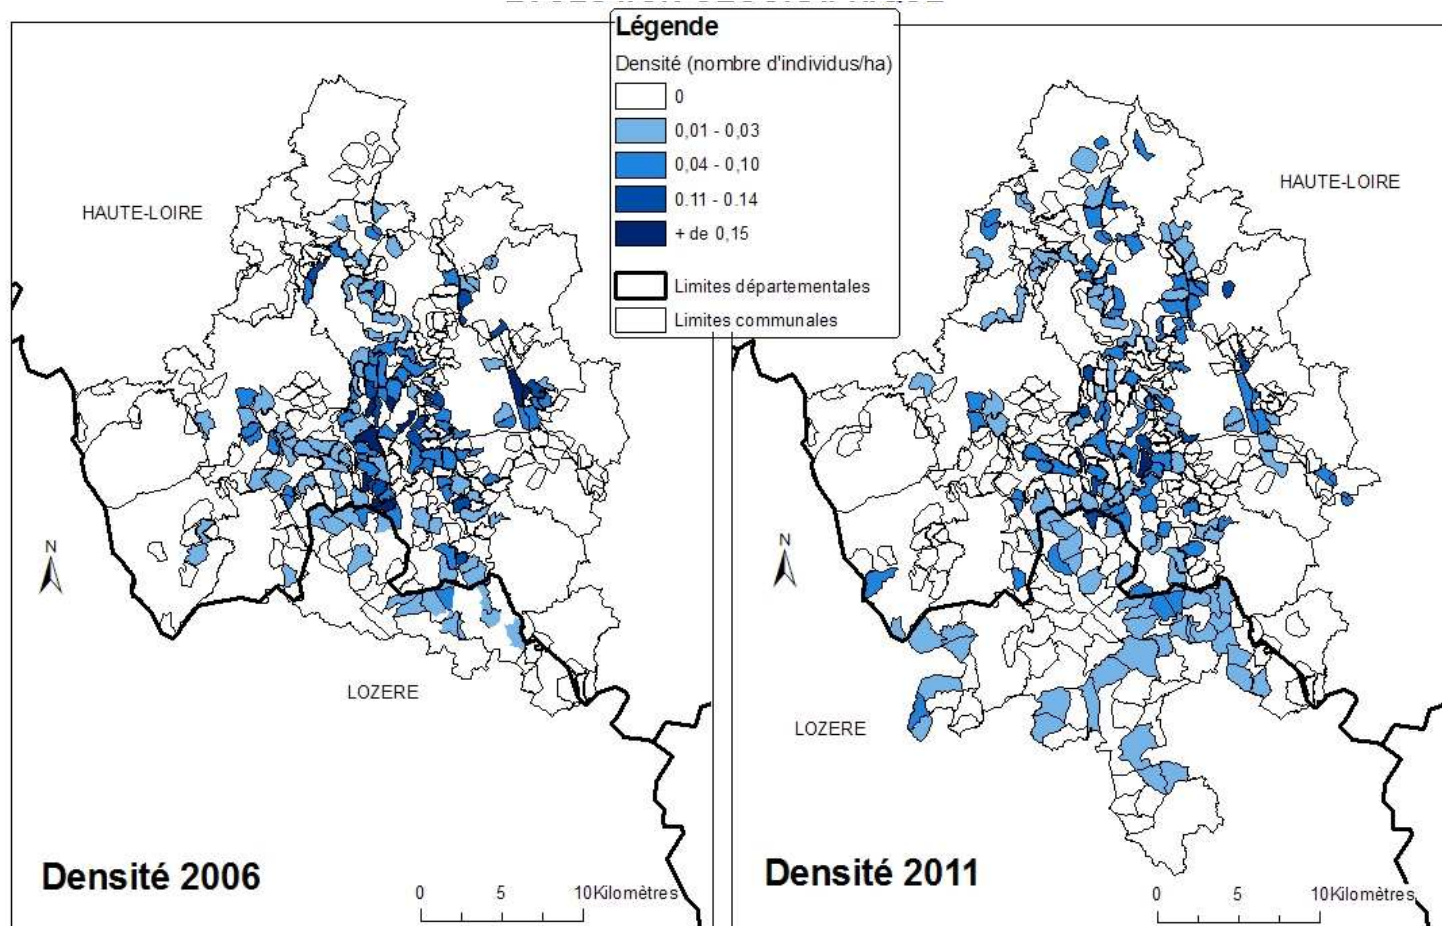 Légende
Densité (nombre d'individus/ha)
0
0,01 - 0,03
0,04 - 0,10
0.11 - 0.14
+ de 0,15
Limites départementales
Limites communales
HAUTE-LOIRE
N
LOZERE
Densité 2006
0 5 10Kilomètres
HAUTE-LOIRE
N
LOZERE
Densité 2011
0 5 10Kilomètres